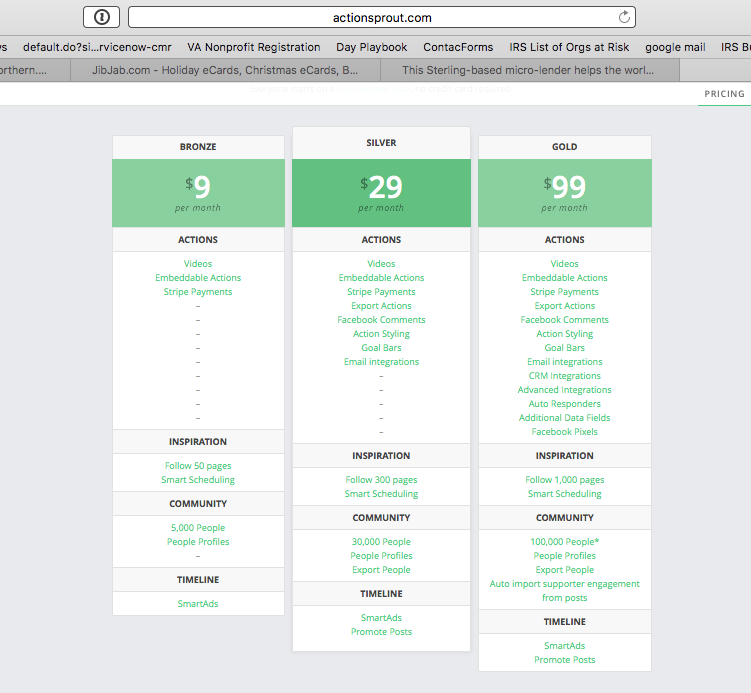 actionsprout.com
vs default.do?si...rvicenow-cmr VA Nonprofit Registration Day Playbook ContacForms IRS List of Orgs at Risk google mail IRS Bu
orthern.... JibJab.com - Holiday eCards, Christmas eCards, B... This Sterling-based micro-lender helps the worl...
PRICING
BRONZE
$9
per month
ACTIONS
Videos
Embeddable Actions
Stripe Payments
–
–
–
–
–
–
–
–
–
INSPIRATION
Follow 50 pages
Smart Scheduling
COMMUNITY
5,000 People
People Profiles
–
TIMELINE
SmartAds
SILVER
$29
per month
ACTIONS
Videos
Embeddable Actions
Stripe Payments
Export Actions
Facebook Comments
Action Styling
Goal Bars
Email integrations
–
–
–
–
–
INSPIRATION
Follow 300 pages
Smart Scheduling
COMMUNITY
30,000 People
People Profiles
Export People
TIMELINE
SmartAds
Promote Posts
GOLD
$99
per month
ACTIONS
Videos
Embeddable Actions
Stripe Payments
Export Actions
Facebook Comments
Action Styling
Goal Bars
Email integrations
CRM Integrations
Advanced Integrations
Auto Responders
Additional Data Fields
Facebook Pixels
INSPIRATION
Follow 1,000 pages
Smart Scheduling
COMMUNITY
100,000 People*
People Profiles
Export People
Auto import supporter engagement
from posts
TIMELINE
SmartAds
Promote Posts